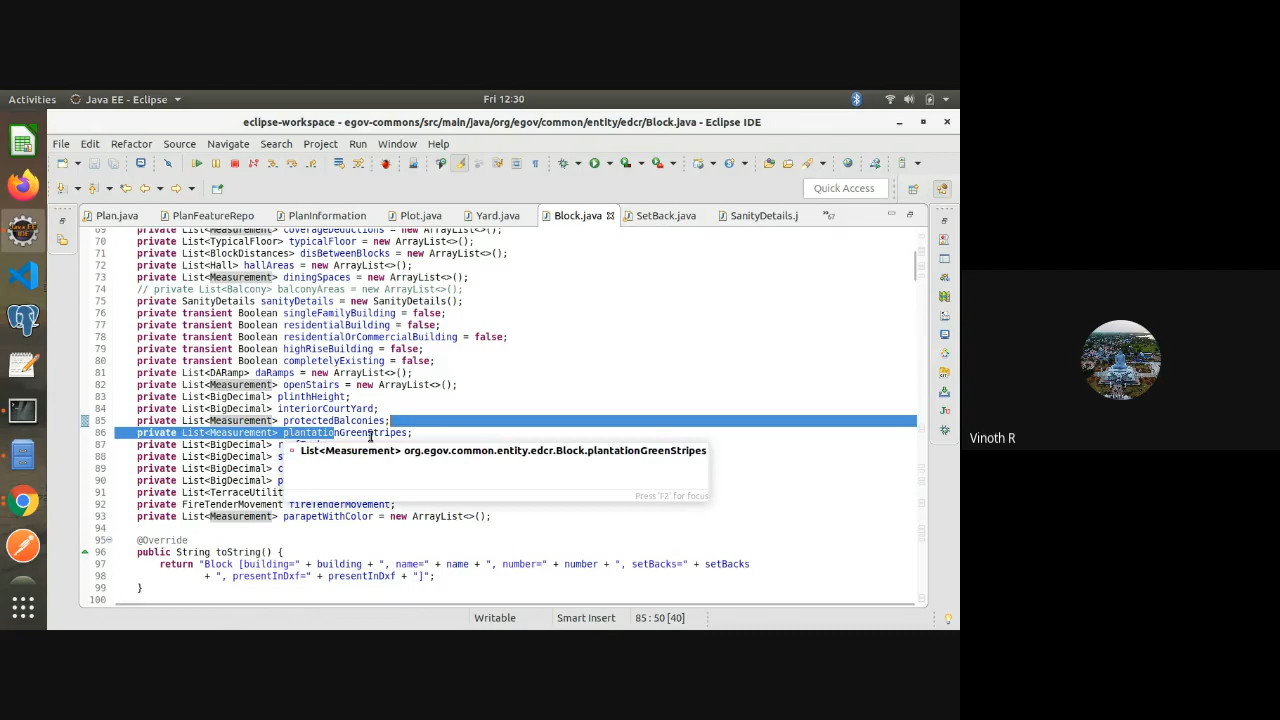 Activities Java EE - Eclipse Fri 12:30
eclipse-workspace - egov-commons/src/main/java/org/egov/common/entity/edcr/Block.java - Eclipse IDE
File Edit Refactor Source Navigate Search Project Run Window Help
Quick Access
Plan.java PlanFeatureRepo PlanInformation Plot.java Yard.java Block.java SetBack.java SanityDetails.j
69 private List<Measurement> coverageDeductions = new ArrayList<>();
70 private List<TypicalFloor> typicalFloor = new ArrayList<>();
71 private List<BlockDistances> disBetweenBlocks = new ArrayList<>();
72 private List<Hall> hallAreas = new ArrayList<>();
73 private List<Measurement> diningSpaces = new ArrayList<>();
74 // private List<Balcony> balconyAreas = new ArrayList<>();
75 private SanityDetails sanityDetails = new SanityDetails();
76 private transient Boolean singleFamilyBuilding = false;
77 private transient Boolean residentialBuilding = false;
78 private transient Boolean residentialOrCommercialBuilding = false;
79 private transient Boolean highRiseBuilding = false;
80 private transient Boolean completelyExisting = false;
81 private List<DARamp> daRamps = new ArrayList<>();
82 private List<Measurement> openStairs = new ArrayList<>();
83 private List<BigDecimal> plinthHeight;
84 private List<BigDecimal> interiorCourtYard;
85 private List<Measurement> protectedBalconies;
86 private List<Measurement> plantationGreenStripes;
87 private List<BigDecimal>
List<Measurement> org.egov.common.entity.edcr.Block.plantationGreenStripes
88 private List<BigDecimal> s
89 private List<BigDecimal> c
90 private List<BigDecimal> p
91 private List<TerraceUtilit
Press 'F2' for focus
92 private FireTenderMovement fireTenderMovement;
93 private List<Measurement> parapetWithColor = new ArrayList<>();
94
95 @Override
96 public String toString() {
97 return "Block [building=" + building + ", name=" + name + ", number=" + number + ", setBacks=" + setBacks
98 + ", presentInDxf=" + presentInDxf + "]";
99 }
100
Writable Smart Insert 85 : 50 [40]
Vinoth R